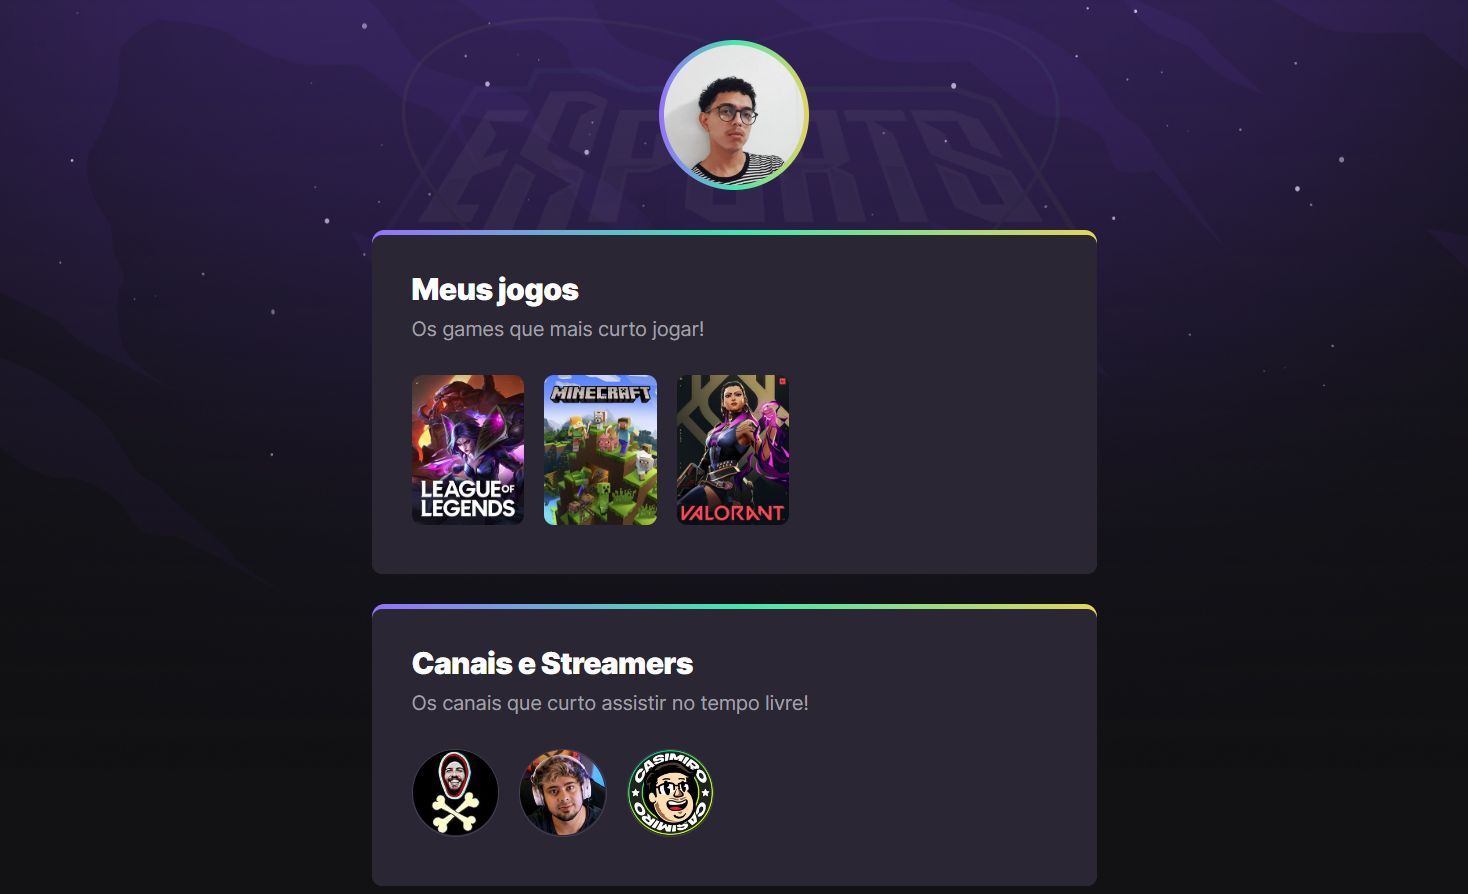 ESPORTS
Meus jogos
Os games que mais curto jogar!
LEAGUE OF
LEGENDS
MINECRAFT
VALORANT
Canais e Streamers
Os canais que curto assistir no tempo livre!
CASIMIRO
CASIMIRO